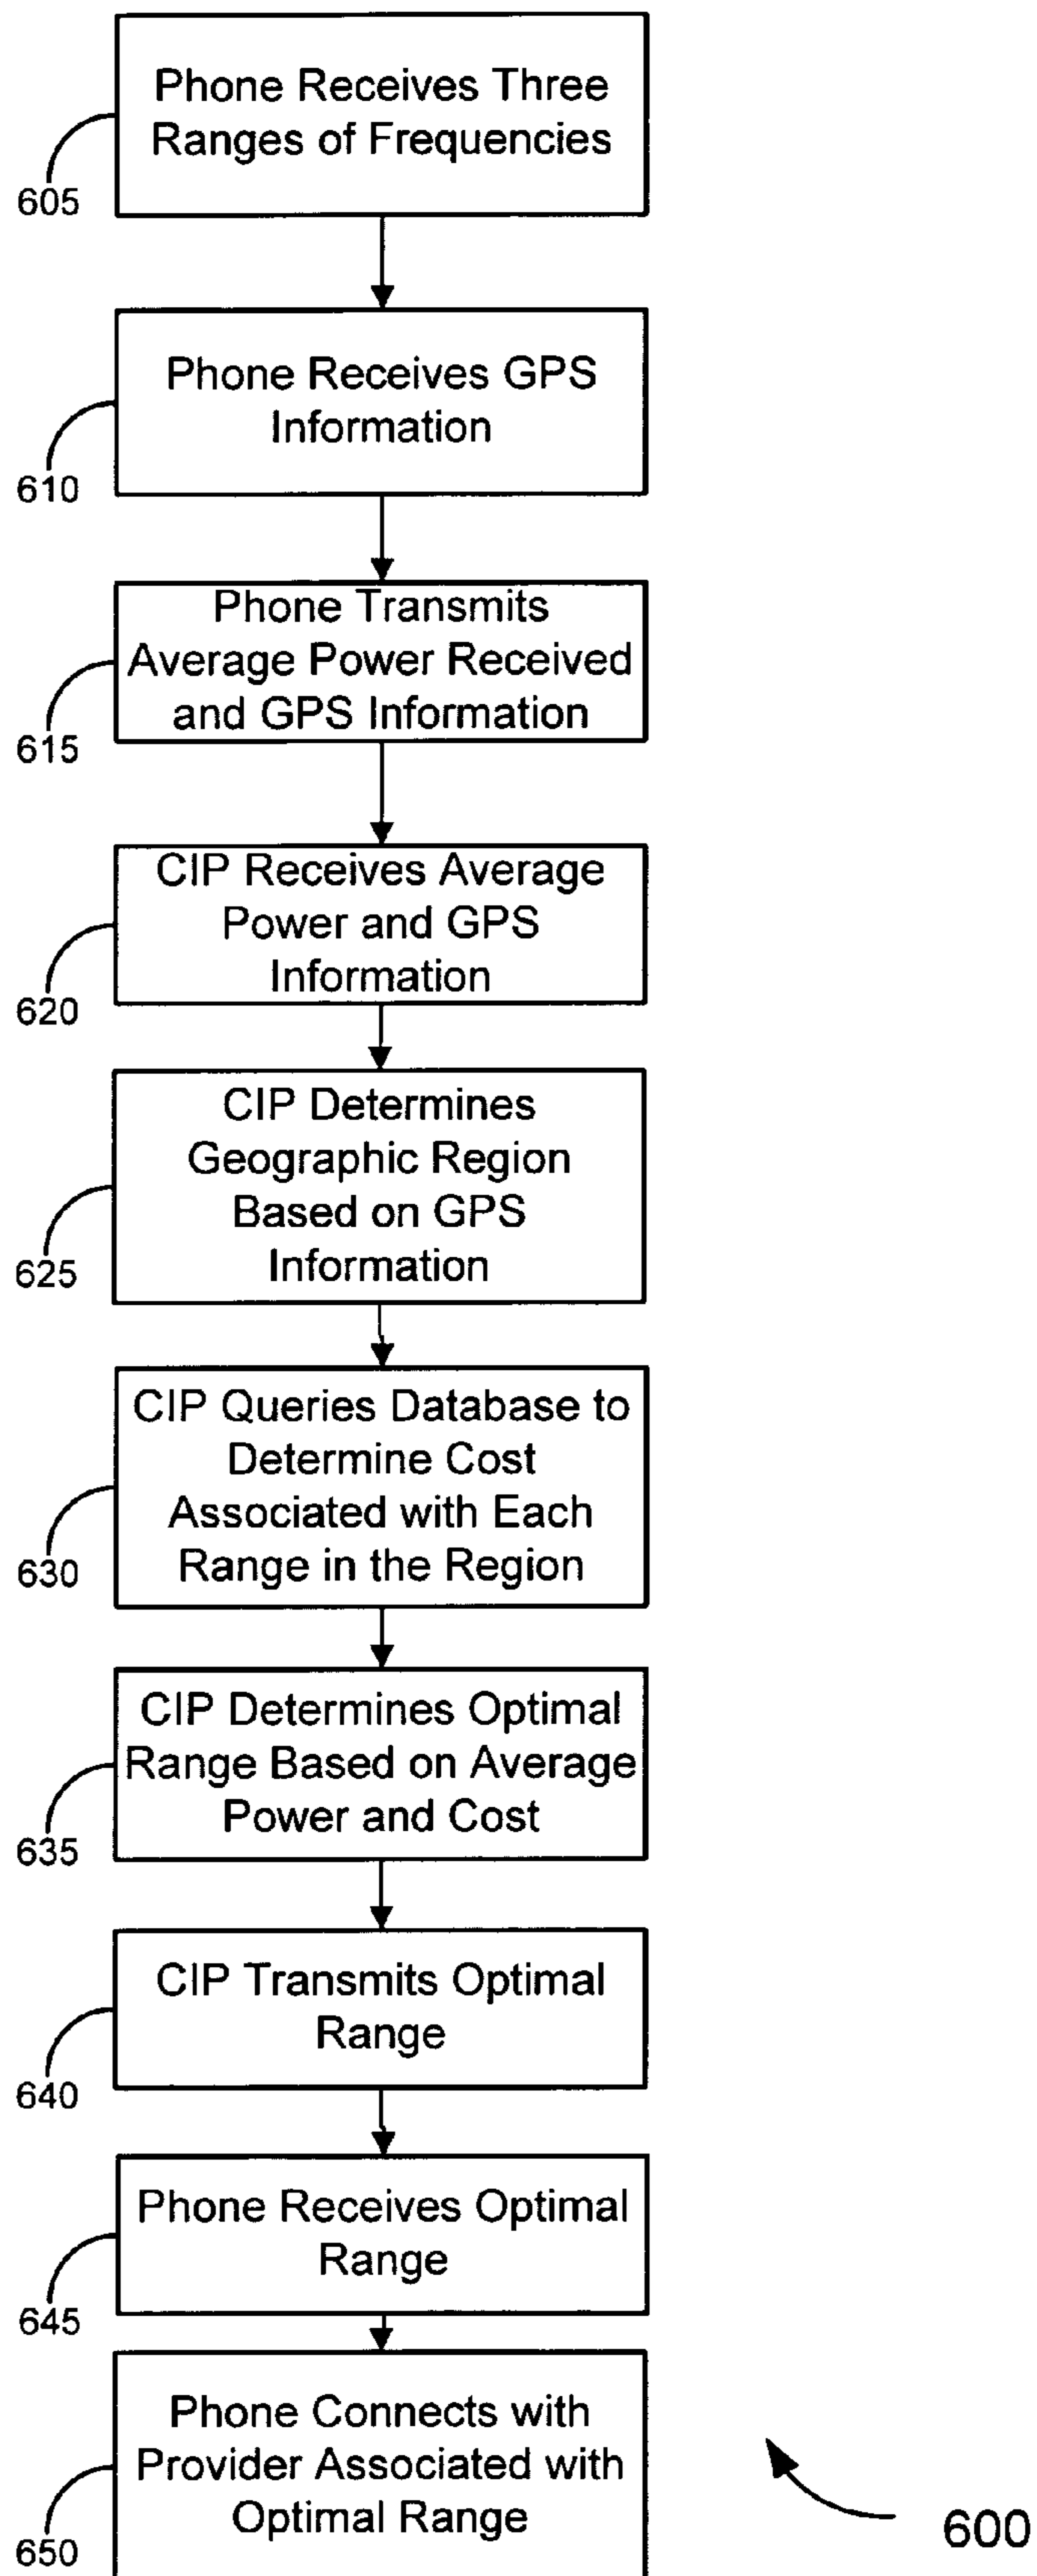 Phone Receives Three
Ranges of Frequencies
605
Phone Receives GPS
Information
610
Phone Transmits
Average Power Received
and GPS Information
615
CIP Receives Average
Power and GPS
Information
620
CIP Determines
Geographic Region
Based on GPS
Information
625
CIP Queries Database to
Determine Cost
Associated with Each
Range in the Region
630
CIP Determines Optimal
Range Based on Average
Power and Cost
635
CIP Transmits Optimal
Range
640
Phone Receives Optimal
Range
645
Phone Connects with
Provider Associated with
Optimal Range
650
600